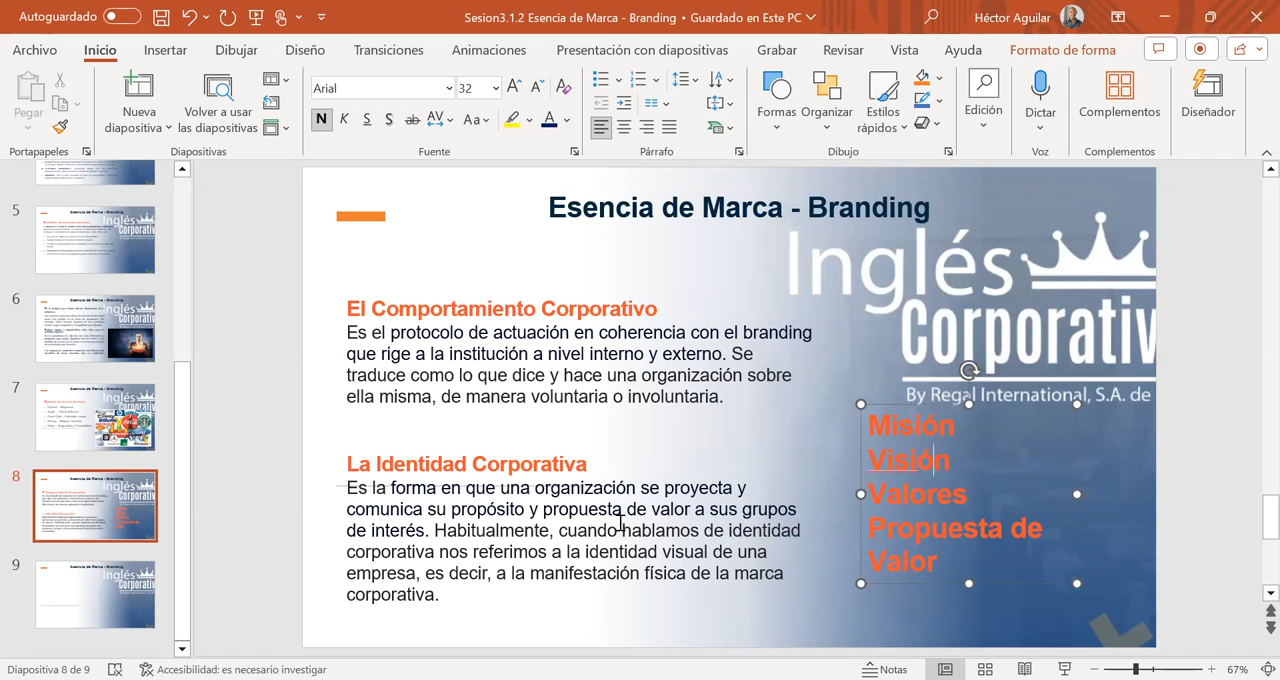 Autoguardado
Sesion3.1.2 Esencia de Marca - Branding • Guardado en Este PC
Héctor Aguilar
Archivo Inicio Insertar Dibujar Diseño Transiciones Animaciones Presentación con diapositivas Grabar Revisar Vista Ayuda Formato de forma
Pegar
Nueva diapositiva
Volver a usar las diapositivas
Arial 32
N K S S ab AV Aa A
Formas Organizar Estilos rápidos
Edición
Dictar
Complementos
Diseñador
Portapapeles Diapositivas Fuente Párrafo Dibujo Voz Complementos
5
6
7
8
9
Esencia de Marca - Branding
Inglés
Corporativ
By Regal International, S.A. de
El Comportamiento Corporativo
Es el protocolo de actuación en coherencia con el branding
que rige a la institución a nivel interno y externo. Se
traduce como lo que dice y hace una organización sobre
ella misma, de manera voluntaria o involuntaria.
La Identidad Corporativa
Es la forma en que una organización se proyecta y
comunica su propósito y propuesta de valor a sus grupos
de interés. Habitualmente, cuando hablamos de identidad
corporativa nos referimos a la identidad visual de una
empresa, es decir, a la manifestación física de la marca
corporativa.
Misión
Visión
Valores
Propuesta de
Valor
Diapositiva 8 de 9
Accesibilidad: es necesario investigar
Notas
67%